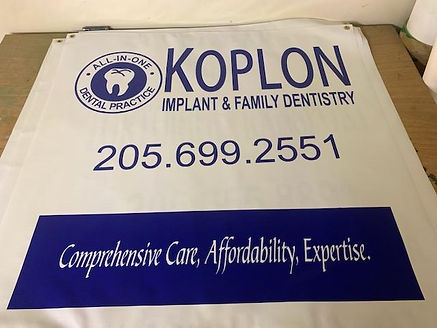 • ALL-IN-ONE •
DENTAL PRACTICE
KOPLON
IMPLANT & FAMILY DENTISTRY
205.699.2551
Comprehensive Care, Affordability, Expertise.